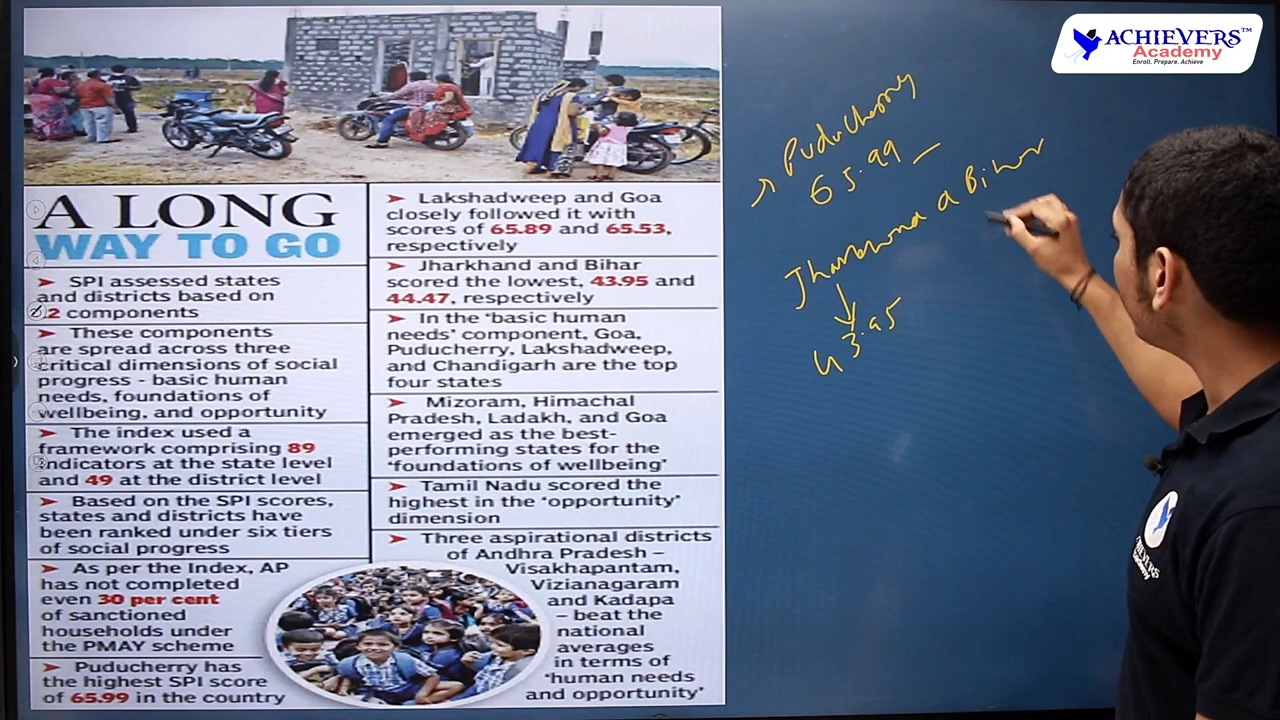 A LONG
WAY TO GO
➤ SPI assessed states
and districts based on
12 components
➤ These components
are spread across three
critical dimensions of social
progress - basic human
needs, foundations of
wellbeing, and opportunity
➤ The index used a
framework comprising 89
indicators at the state level
and 49 at the district level
➤ Based on the SPI scores,
states and districts have
been ranked under six tiers
of social progress
➤ As per the Index, AP
has not completed
even 30 per cent
of sanctioned
households under
the PMAY scheme
➤ Puducherry has
the highest SPI score
of 65.99 in the country
➤ Lakshadweep and Goa
closely followed it with
scores of 65.89 and 65.53,
respectively
➤ Jharkhand and Bihar
scored the lowest, 43.95 and
44.47, respectively
➤ In the ‘basic human
needs’ component, Goa,
Puducherry, Lakshadweep,
and Chandigarh are the top
four states
➤ Mizoram, Himachal
Pradesh, Ladakh, and Goa
emerged as the best-
performing states for the
‘foundations of wellbeing’
➤ Tamil Nadu scored the
highest in the ‘opportunity’
dimension
➤ Three aspirational districts
of Andhra Pradesh –
Visakhapantam,
Vizianagaram
and Kadapa
– beat the
national
averages
in terms of
‘human needs
and opportunity’
Puducherry
65.99 –
Bihar
43.95
ACHIEVERS™
Academy
Enroll. Prepare. Achieve
ACHIEVERS
Academy